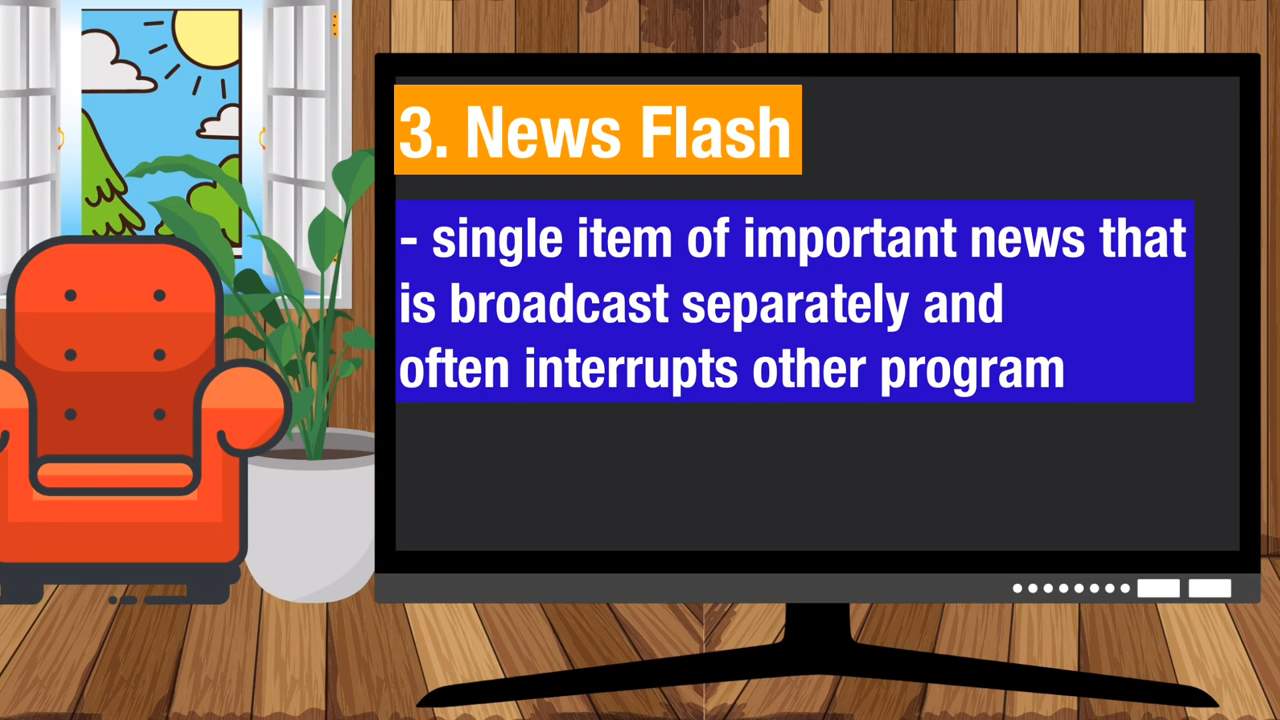 3. News Flash
- single item of important news that
is broadcast separately and
often interrupts other program